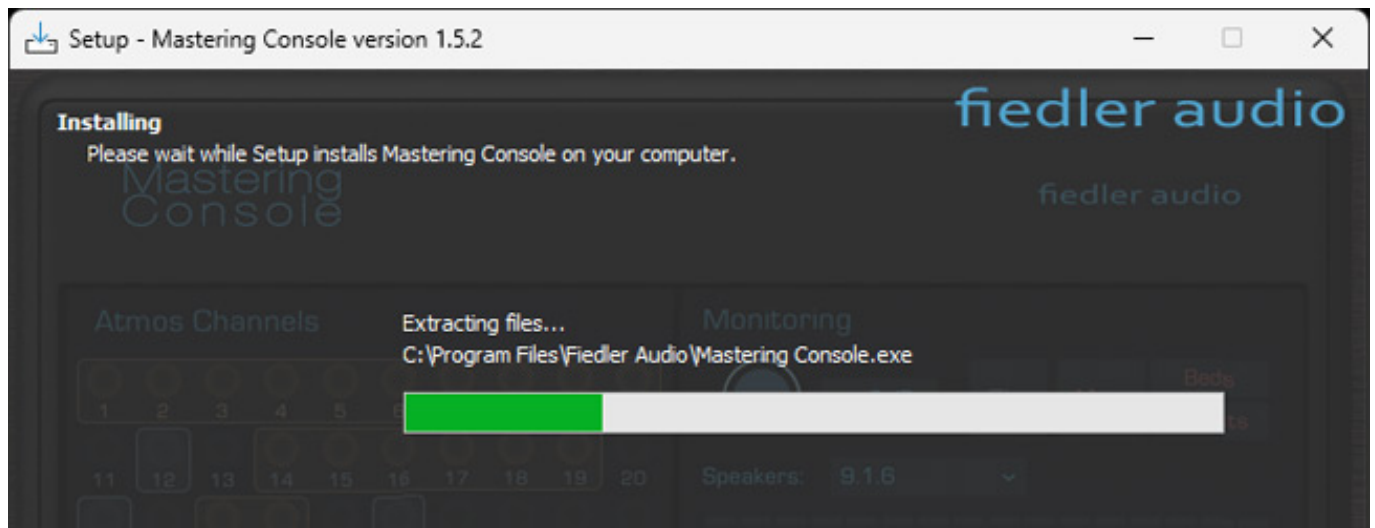 Setup - Mastering Console version 1.5.2
fiedler audio
Installing
Please wait while Setup installs Mastering Console on your computer.
Mastering
Console
fiedler audio
Atmos Channels
Monitoring
Extracting files...
C:\Program Files\Fiedler Audio\Mastering Console.exe
Beds
1 2 3 4 5 6
11 12 13 14 15 16 17 18 19 20
Speakers: 9.1.6